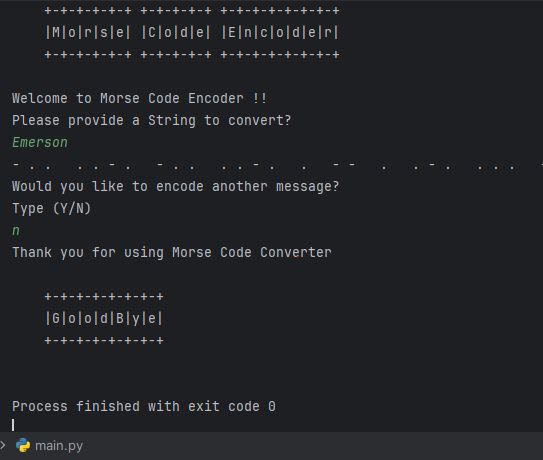 +-+-+-+-+-+ +-+-+-+-+ +-+-+-+-+-+-+-+
|M|o|r|s|e| |C|o|d|e| |E|n|c|o|d|e|r|
+-+-+-+-+-+ +-+-+-+-+ +-+-+-+-+-+-+-+
Welcome to Morse Code Encoder !!
Please provide a String to convert?
Emerson
- . .   . . - .   - . .   . . - .   .   - -   .   . - .   . . .   -
Would you like to encode another message?
Type (Y/N)
n
Thank you for using Morse Code Converter
+-+-+-+-+-+-+-+
|G|o|o|d|B|y|e|
+-+-+-+-+-+-+-+
Process finished with exit code 0
main.py